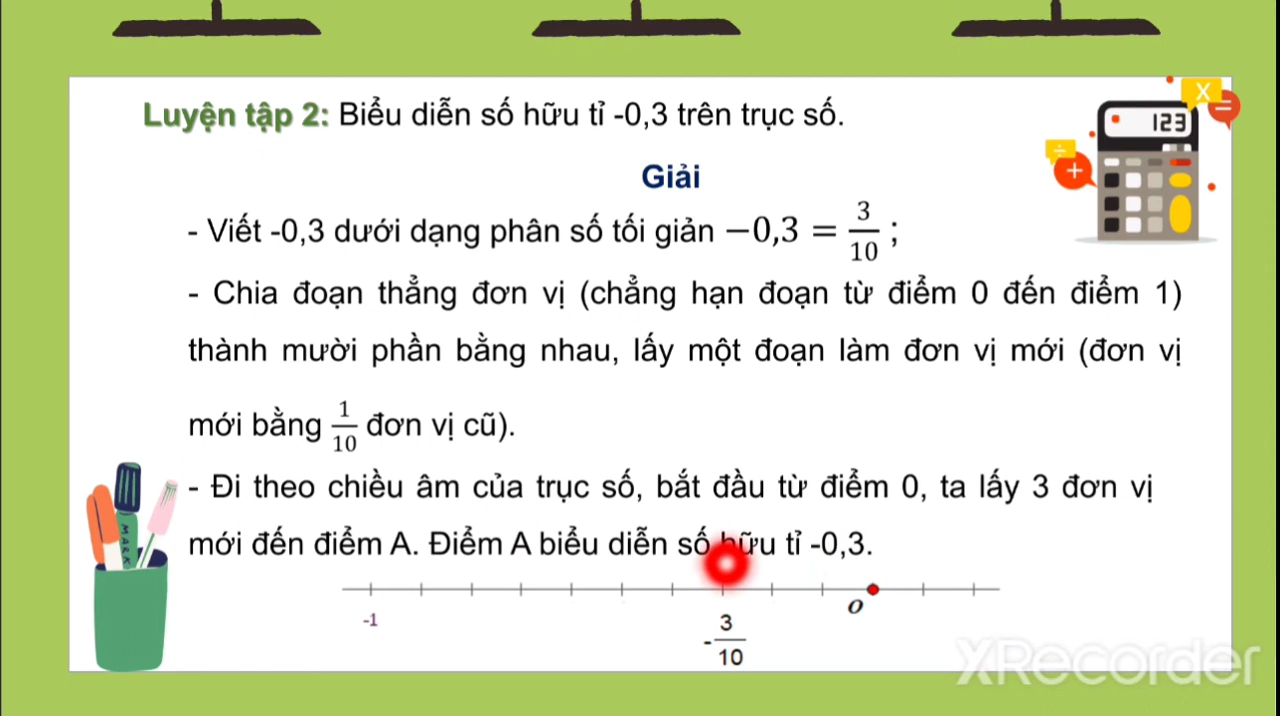 Luyện tập 2: Biểu diễn số hữu tỉ -0,3 trên trục số.
Giải
- Viết -0,3 dưới dạng phân số tối giản −0,3 = 3/10 ;
- Chia đoạn thẳng đơn vị (chẳng hạn đoạn từ điểm 0 đến điểm 1)
thành mười phần bằng nhau, lấy một đoạn làm đơn vị mới (đơn vị
mới bằng 1/10 đơn vị cũ).
- Đi theo chiều âm của trục số, bắt đầu từ điểm 0, ta lấy 3 đơn vị
mới đến điểm A. Điểm A biểu diễn số hữu tỉ -0,3.
-1
-3/10
O
123
X
=
÷
+
MARK
XRecorder